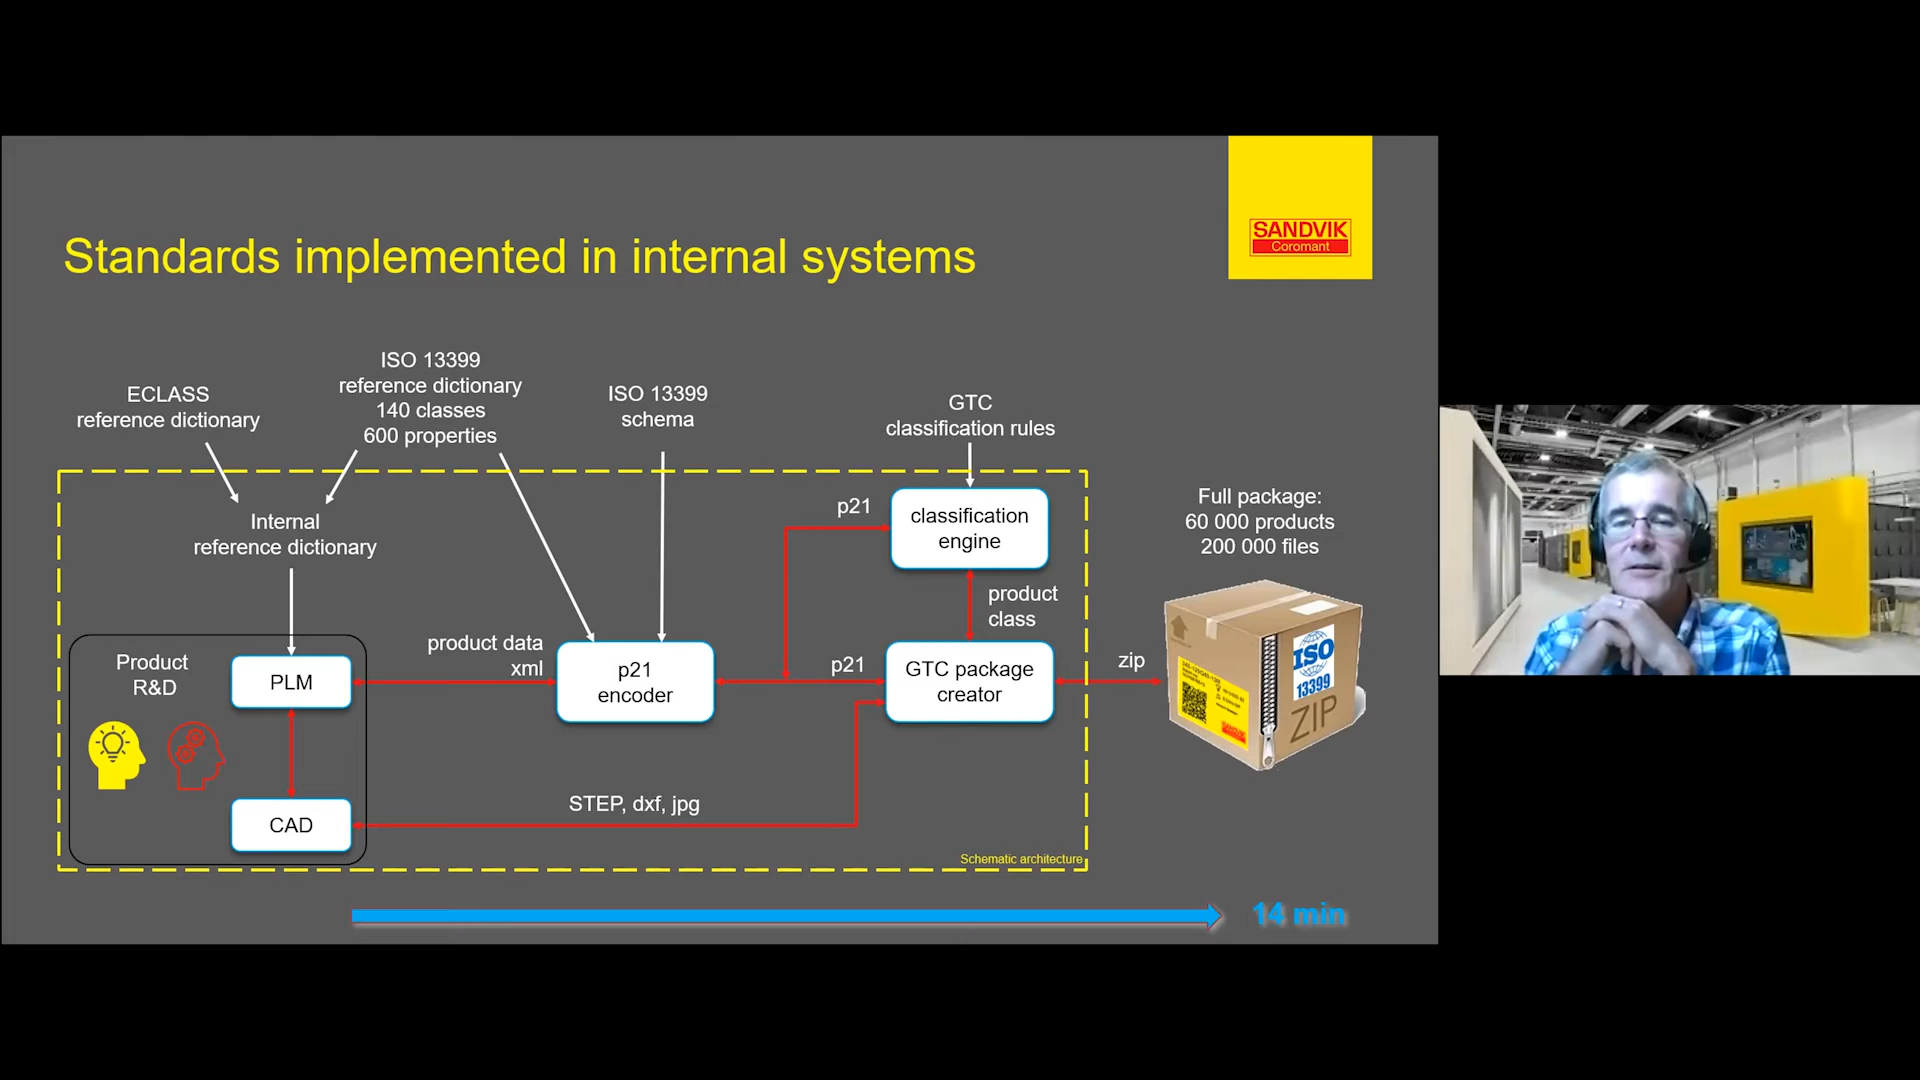 SANDVIK
Coromant
Standards implemented in internal systems
ECLASS
reference dictionary
ISO 13399
reference dictionary
140 classes
600 properties
ISO 13399
schema
GTC
classification rules
Internal
reference dictionary
p21
classification
engine
Full package:
60 000 products
200 000 files
product
class
Product
R&D
PLM
product data
xml
p21
encoder
p21
GTC package
creator
zip
ISO
13399
ZIP
SANDVIK
STEP, dxf, jpg
CAD
Schematic architecture
14 min